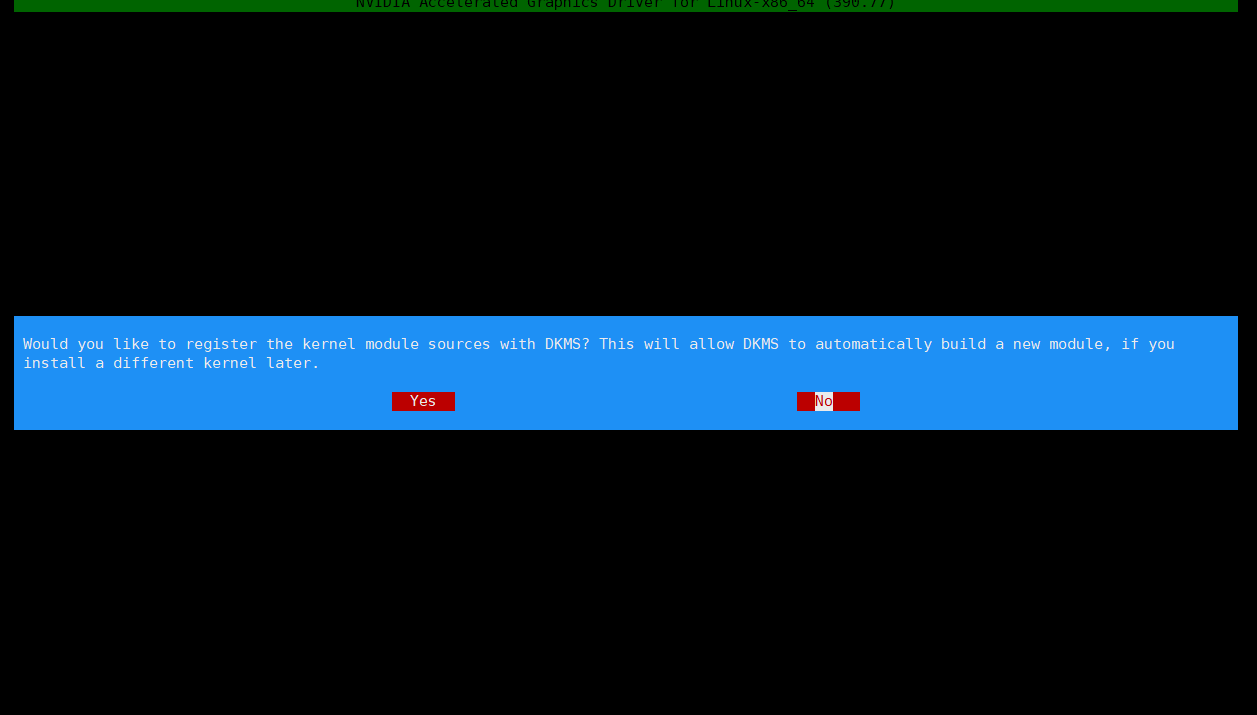 NVIDIA Accelerated Graphics Driver for Linux-x86_64 (390.77)
Would you like to register the kernel module sources with DKMS? This will allow DKMS to automatically build a new module, if you
install a different kernel later.
Yes No